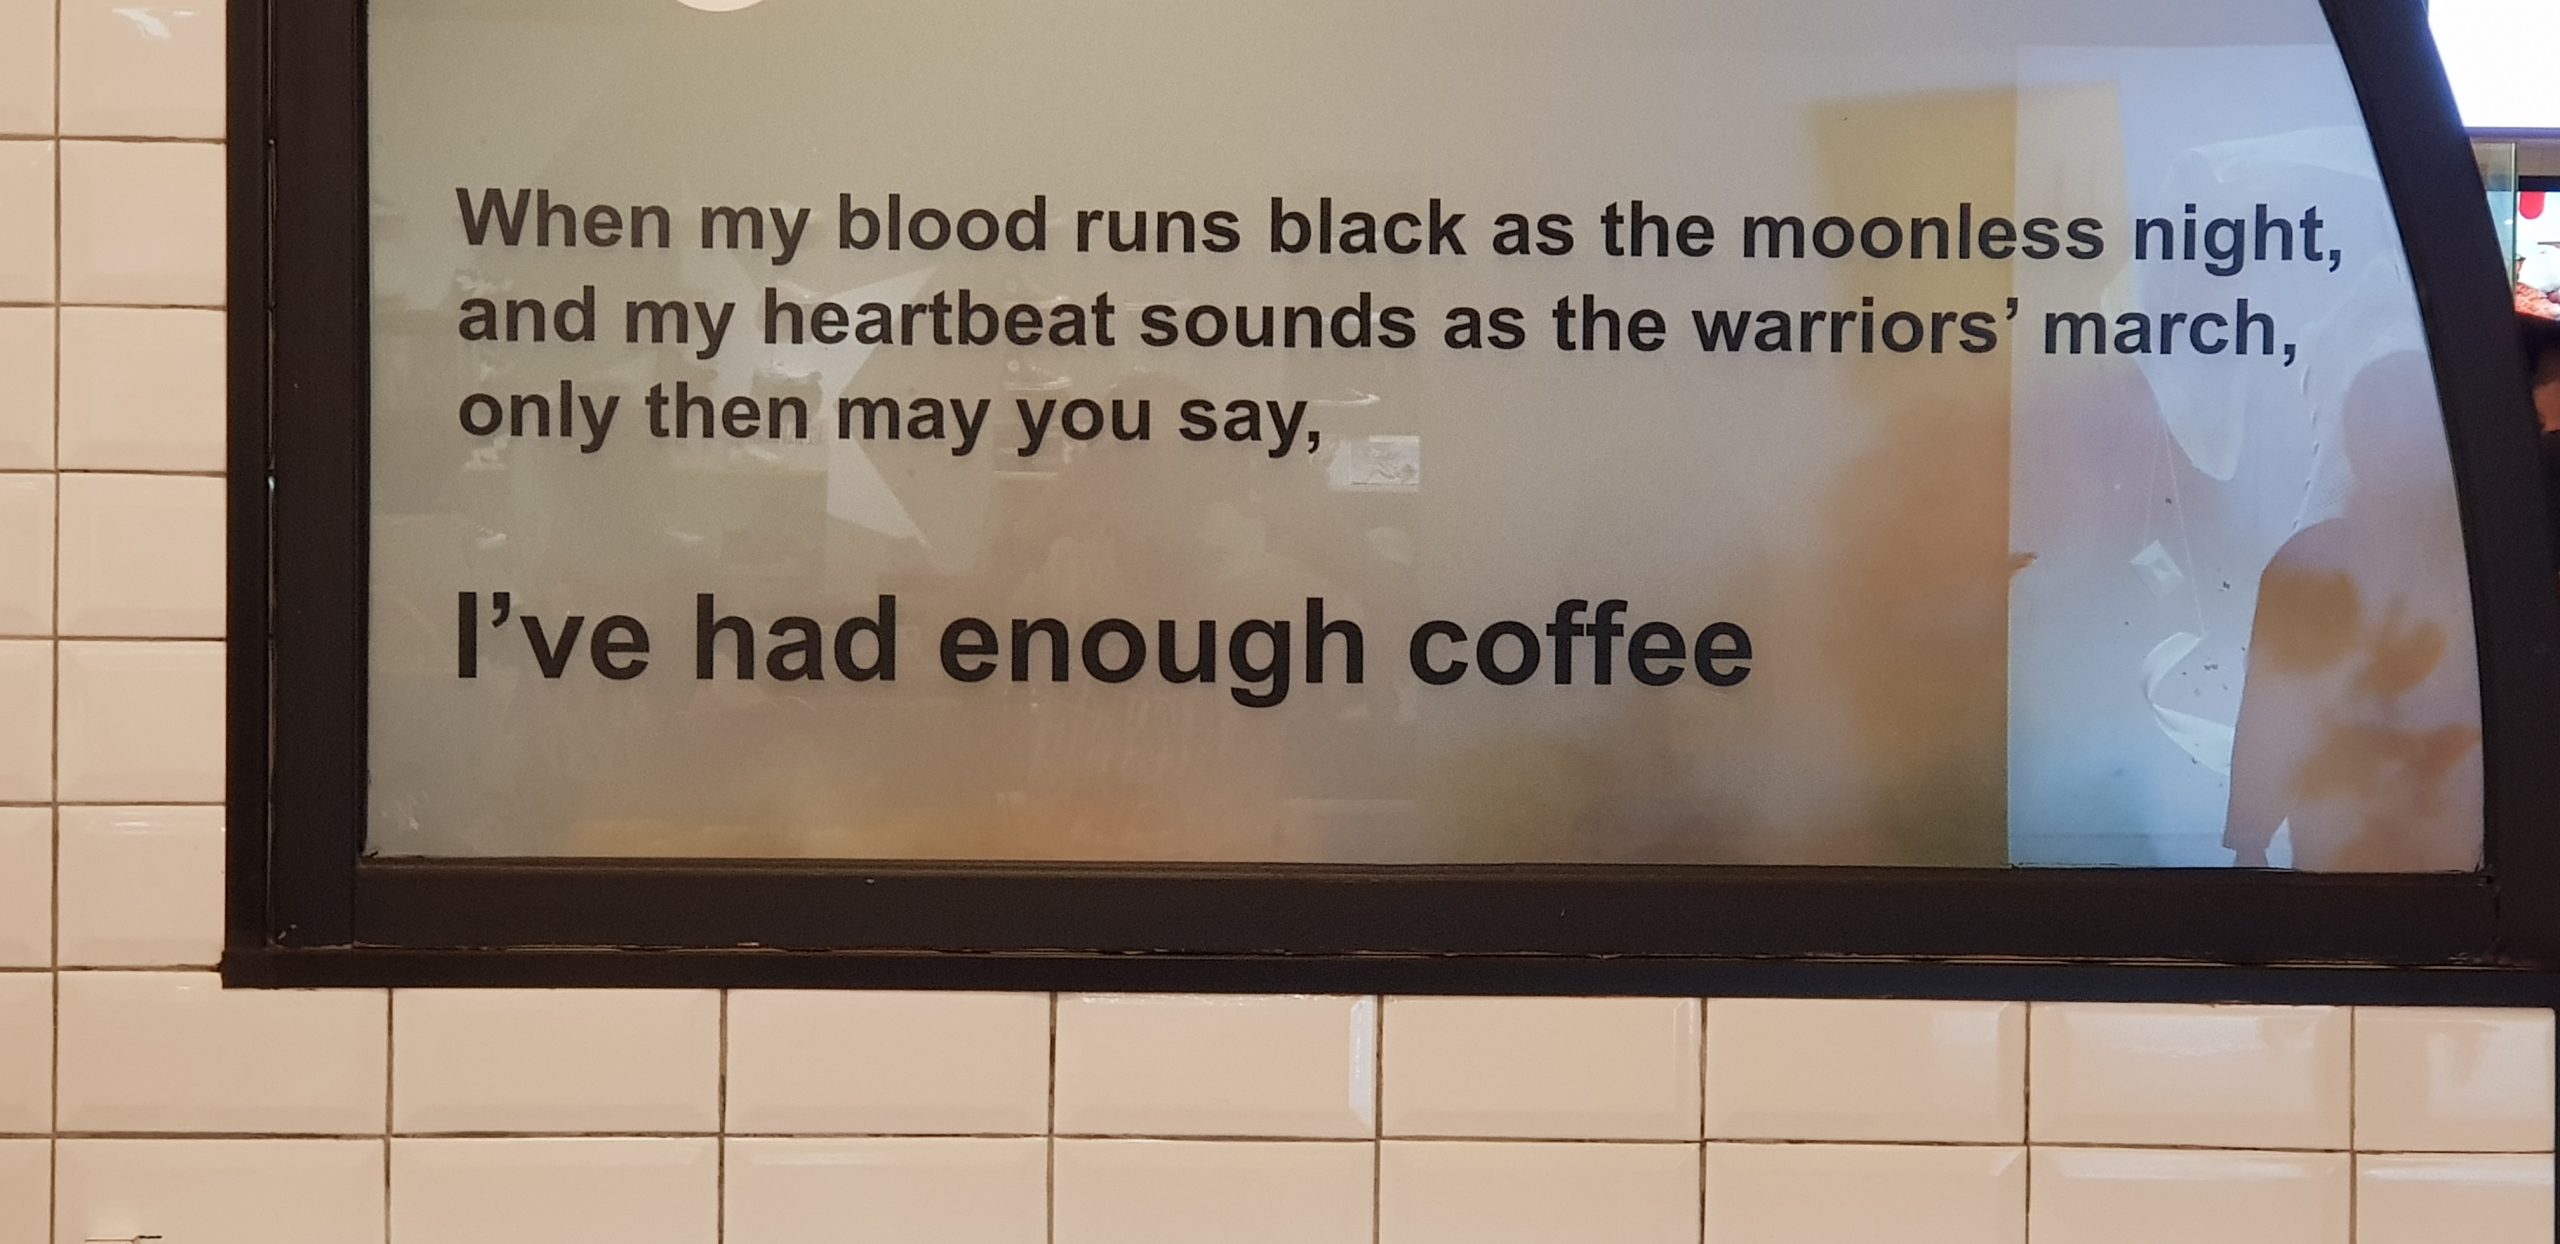 When my blood runs black as the moonless night,
and my heartbeat sounds as the warriors’ march,
only then may you say,
I’ve had enough coffee